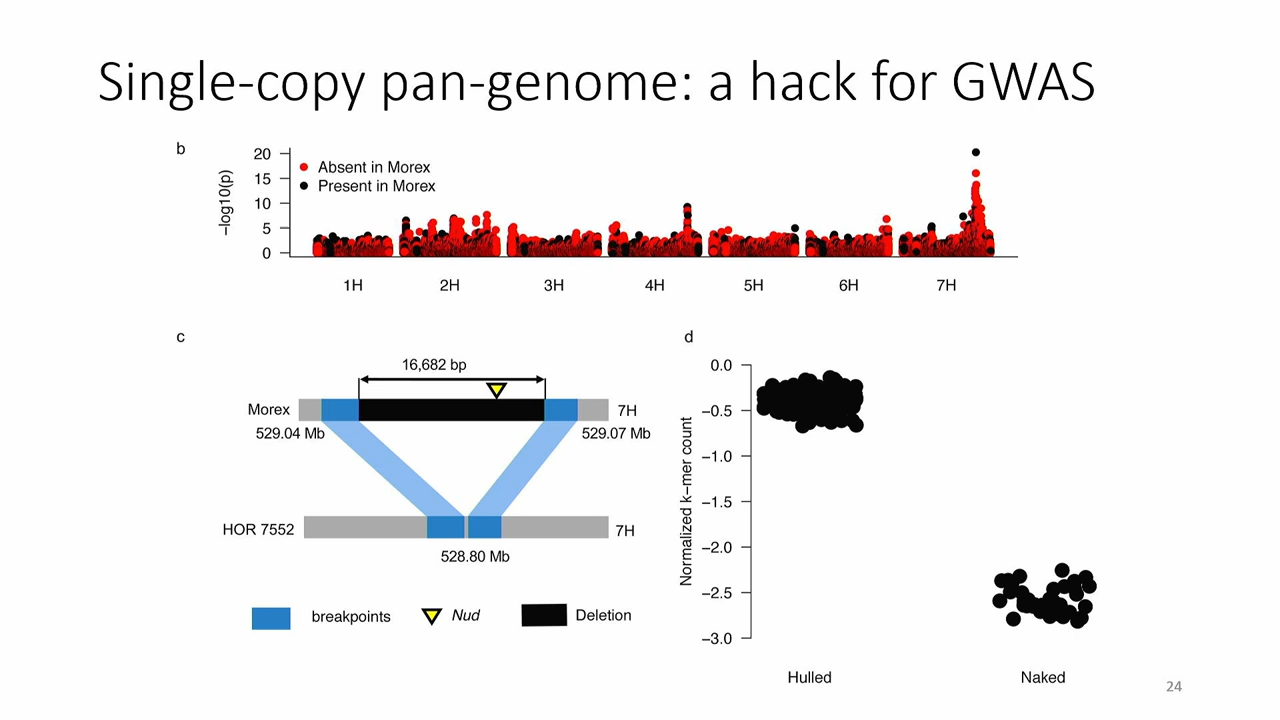 Single-copy pan-genome: a hack for GWAS
b
−log10(p)
20
15
10
5
0
Absent in Morex
Present in Morex
1H 2H 3H 4H 5H 6H 7H
c
16,682 bp
Morex 7H
529.04 Mb 529.07 Mb
HOR 7552 7H
528.80 Mb
breakpoints Nud Deletion
d
Normalized k−mer count
0.0
−0.5
−1.0
−1.5
−2.0
−2.5
−3.0
Hulled Naked
24